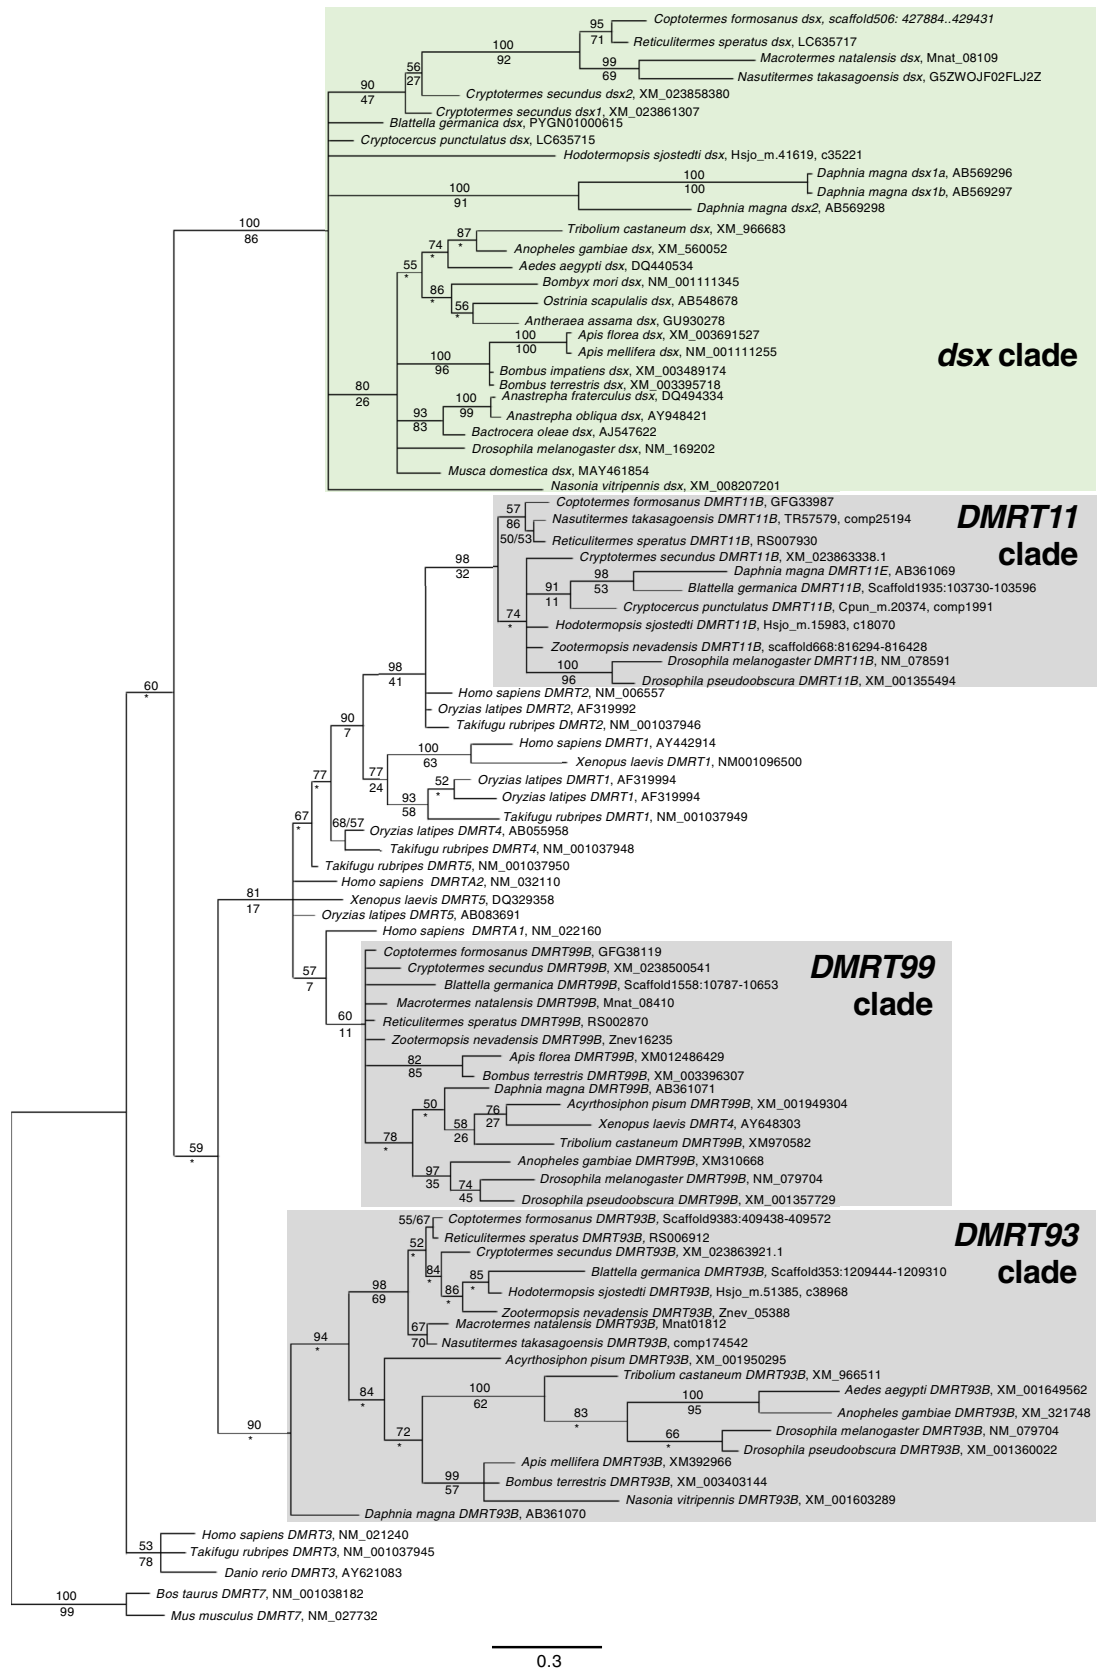 Coptotermes formosanus dsx, scaffold506: 427884..429431
95
71
Reticulitermes speratus dsx, LC635717
100
92
Macrotermes natalensis dsx, Mnat_08109
99
69
Nasutitermes takasagoensis dsx, G5ZWOJF02FLJ2Z
56
27
90
47
Cryptotermes secundus dsx2, XM_023858380
Cryptotermes secundus dsx1, XM_023861307
Blattella germanica dsx, PYGN01000615
Cryptocercus punctulatus dsx, LC635715
Hodotermopsis sjostedti dsx, Hsjo_m.41619, c35221
100
100
Daphnia magna dsx1a, AB569296
Daphnia magna dsx1b, AB569297
100
91
Daphnia magna dsx2, AB569298
100
86
87
*
Tribolium castaneum dsx, XM_966683
74
*
Anopheles gambiae dsx, XM_560052
55
*
Aedes aegypti dsx, DQ440534
86
*
Bombyx mori dsx, NM_001111345
56
*
Ostrinia scapulalis dsx, AB548678
Antheraea assama dsx, GU930278
100
100
Apis florea dsx, XM_003691527
Apis mellifera dsx, NM_001111255
100
96
dsx clade
Bombus impatiens dsx, XM_003489174
Bombus terrestris dsx, XM_003395718
80
26
100
99
Anastrepha fraterculus dsx, DQ494334
93
83
Anastrepha obliqua dsx, AY948421
Bactrocera oleae dsx, AJ547622
Drosophila melanogaster dsx, NM_169202
Musca domestica dsx, MAY461854
Nasonia vitripennis dsx, XM_008207201
Coptotermes formosanus DMRT11B, GFG33987
57
86
Nasutitermes takasagoensis DMRT11B, TR57579, comp25194
50/53
Reticulitermes speratus DMRT11B, RS007930
DMRT11
clade
98
32
Cryptotermes secundus DMRT11B, XM_023863338.1
98
53
Daphnia magna DMRT11E, AB361069
91
11
Blattella germanica DMRT11B, Scaffold1935:103730-103596
Cryptocercus punctulatus DMRT11B, Cpun_m.20374, comp1991
74
*
Hodotermopsis sjostedti DMRT11B, Hsjo_m.15983, c18070
Zootermopsis nevadensis DMRT11B, scaffold668:816294-816428
100
96
Drosophila melanogaster DMRT11B, NM_078591
Drosophila pseudoobscura DMRT11B, XM_001355494
98
41
60
*
Homo sapiens DMRT2, NM_006557
Oryzias latipes DMRT2, AF319992
Takifugu rubripes DMRT2, NM_001037946
90
7
100
63
Homo sapiens DMRT1, AY442914
Xenopus laevis DMRT1, NM001096500
77
24
77
*
52
*
Oryzias latipes DMRT1, AF319994
93
58
Oryzias latipes DMRT1, AF319994
Takifugu rubripes DMRT1, NM_001037949
67
*
68/57
Oryzias latipes DMRT4, AB055958
Takifugu rubripes DMRT4, NM_001037948
Takifugu rubripes DMRT5, NM_001037950
Homo sapiens DMRTA2, NM_032110
81
17
Xenopus laevis DMRT5, DQ329358
Oryzias latipes DMRT5, AB083691
Homo sapiens DMRTA1, NM_022160
57
7
Coptotermes formosanus DMRT99B, GFG38119
Cryptotermes secundus DMRT99B, XM_0238500541
Blattella germanica DMRT99B, Scaffold1558:10787-10653
DMRT99
clade
Macrotermes natalensis DMRT99B, Mnat_08410
60
11
Reticulitermes speratus DMRT99B, RS002870
Zootermopsis nevadensis DMRT99B, Znev16235
82
85
Apis florea DMRT99B, XM012486429
Bombus terrestris DMRT99B, XM_003396307
Daphnia magna DMRT99B, AB361071
50
*
76
27
Acyrthosiphon pisum DMRT99B, XM_001949304
58
26
Xenopus laevis DMRT4, AY648303
78
*
Tribolium castaneum DMRT99B, XM970582
59
*
97
35
Anopheles gambiae DMRT99B, XM310668
74
45
Drosophila melanogaster DMRT99B, NM_079704
Drosophila pseudoobscura DMRT99B, XM_001357729
55/67
Coptotermes formosanus DMRT93B, Scaffold9383:409438-409572
Reticulitermes speratus DMRT93B, RS006912
52
*
Cryptotermes secundus DMRT93B, XM_023863921.1
DMRT93
clade
84
*
85
*
Blattella germanica DMRT93B, Scaffold353:1209444-1209310
86
*
Hodotermopsis sjostedti DMRT93B, Hsjo_m.51385, c38968
98
69
Zootermopsis nevadensis DMRT93B, Znev_05388
67
70
Macrotermes natalensis DMRT93B, Mnat01812
Nasutitermes takasagoensis DMRT93B, comp174542
94
*
Acyrthosiphon pisum DMRT93B, XM_001950295
84
*
Tribolium castaneum DMRT93B, XM_966511
100
62
100
95
Aedes aegypti DMRT93B, XM_001649562
Anopheles gambiae DMRT93B, XM_321748
83
*
72
*
66
*
Drosophila melanogaster DMRT93B, NM_079704
Drosophila pseudoobscura DMRT93B, XM_001360022
90
*
Apis mellifera DMRT93B, XM392966
99
57
Bombus terrestris DMRT93B, XM_003403144
Nasonia vitripennis DMRT93B, XM_001603289
Daphnia magna DMRT93B, AB361070
Homo sapiens DMRT3, NM_021240
53
78
Takifugu rubripes DMRT3, NM_001037945
Danio rerio DMRT3, AY621083
100
99
Bos taurus DMRT7, NM_001038182
Mus musculus DMRT7, NM_027732
0.3